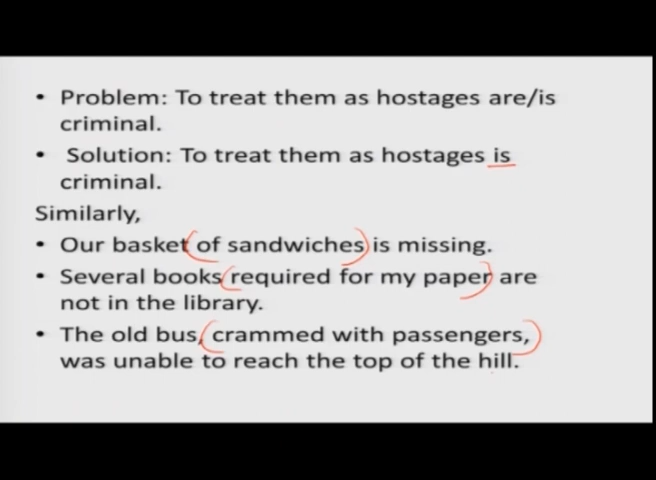 • Problem: To treat them as hostages are/is
criminal.
• Solution: To treat them as hostages is
criminal.
Similarly,
• Our basket (of sandwiches) is missing.
• Several books (required for my paper) are
not in the library.
• The old bus, (crammed with passengers,)
was unable to reach the top of the hill.